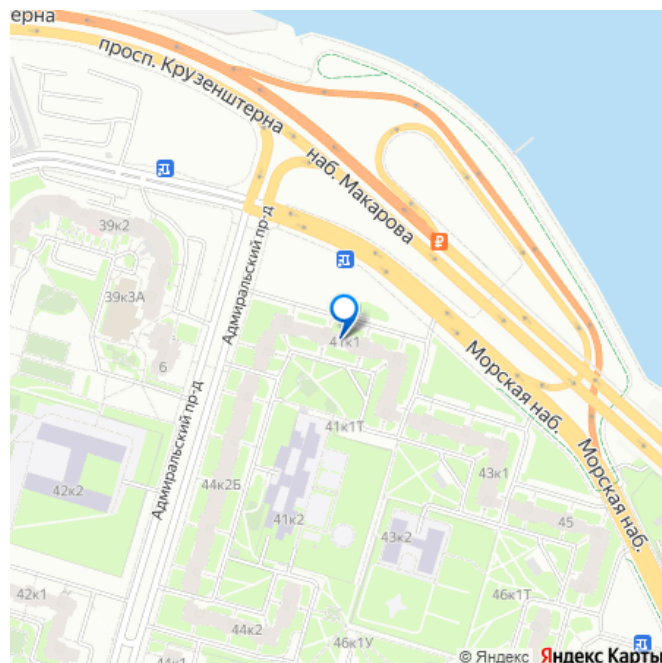 ерна
просп. Крузенштерна
наб. Макарова
39к2
Адмиральский пр-д
39к3А
6
41к1
Морская наб.
41к1Т
Адмиральский пр-д
44к2Б
42к2
41к2
43к1
Морская наб.
45
43к2
42к1
46к1Т
44к2
46к1У
© Яндекс Яндекс Карты